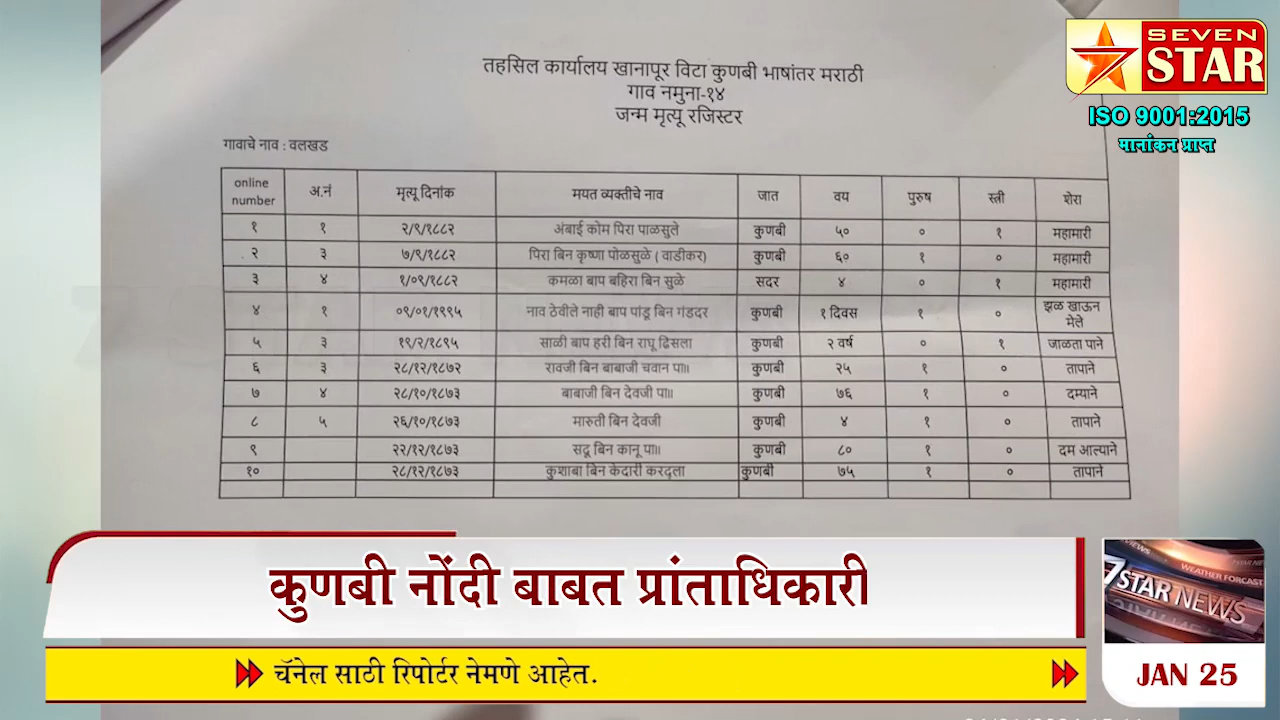 SEVEN
STAR
ISO 9001:2015
मानांकन प्राप्त
तहसिल कार्यालय खानापूर विटा कुणबी भाषांतर मराठी
गाव नमुना-१४
जन्म मृत्यू रजिस्टर
गावाचे नाव : वलखड
online number अ.नं मृत्यू दिनांक मयत व्यक्तीचे नाव जात वय पुरुष स्त्री शेरा
१ १ २/९/१८८२ अंबाई कोम पिरा पाळसुले कुणबी ५० ० १ महामारी
२ ३ ७/९/१८८२ पिरा बिन कृष्णा पोळसुळे ( वाडीकर) कुणबी ६० १ ० महामारी
३ ४ १/०९/१८८२ कमळा बाप बहिरा बिन सुळे सदर ४ ० १ महामारी
४ १ ०९/०१/१९९५ नाव ठेवीले नाही बाप पांडू बिन गंडदर कुणबी १ दिवस १ ० झळ खाऊन मेले
५ ३ १९/२/१८९५ साळी बाप हरी बिन राघू ढिसला कुणबी २ वर्ष ० १ जाळता पाने
६ ३ २८/१२/१८७२ रावजी बिन बाबाजी चवान पा॥ कुणबी २५ १ ० तापाने
७ ४ २८/१०/१८७३ बाबाजी बिन देवजी पा॥ कुणबी ७६ १ ० दम्याने
८ ५ २६/१०/१८७३ मारुती बिन देवजी कुणबी ४ १ ० तापाने
९ २२/१२/१८७३ सदू बिन कानू पा॥ कुणबी ८० १ ० दम आल्याने
१० २८/१२/१८७३ कुशाबा बिन केदारी करदला कुणबी ७५ १ ० तापाने
कुणबी नोंदी बाबत प्रांताधिकारी
चॅनेल साठी रिपोर्टर नेमणे आहेत.
WEATHER FORCAST
7STAR NEWS
JAN 25